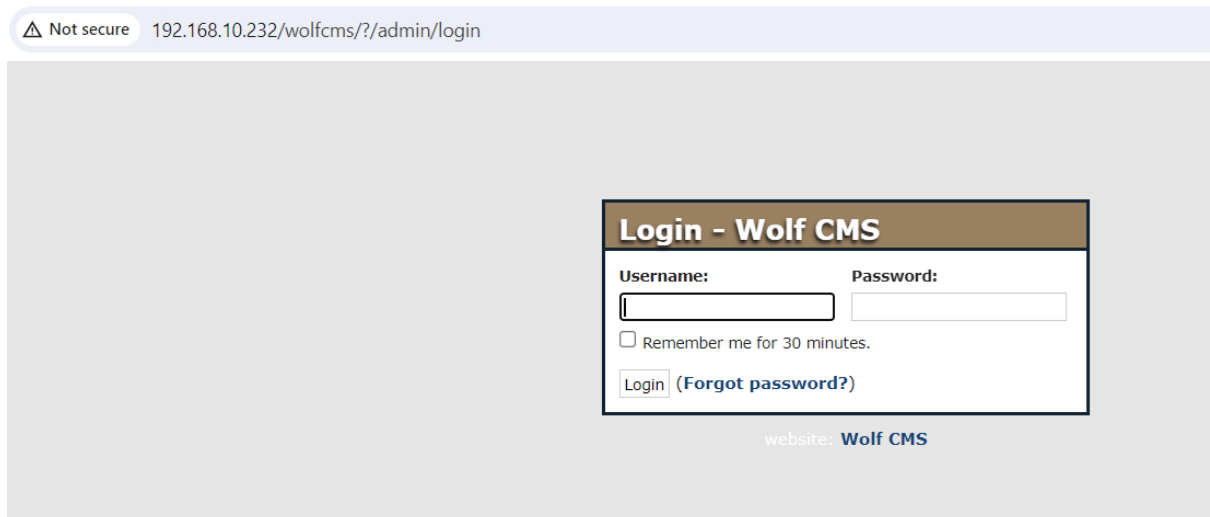 Not secure 192.168.10.232/wolfcms/?/admin/login
Login - Wolf CMS
Username: Password:
Remember me for 30 minutes.
Login (Forgot password?)
website: Wolf CMS